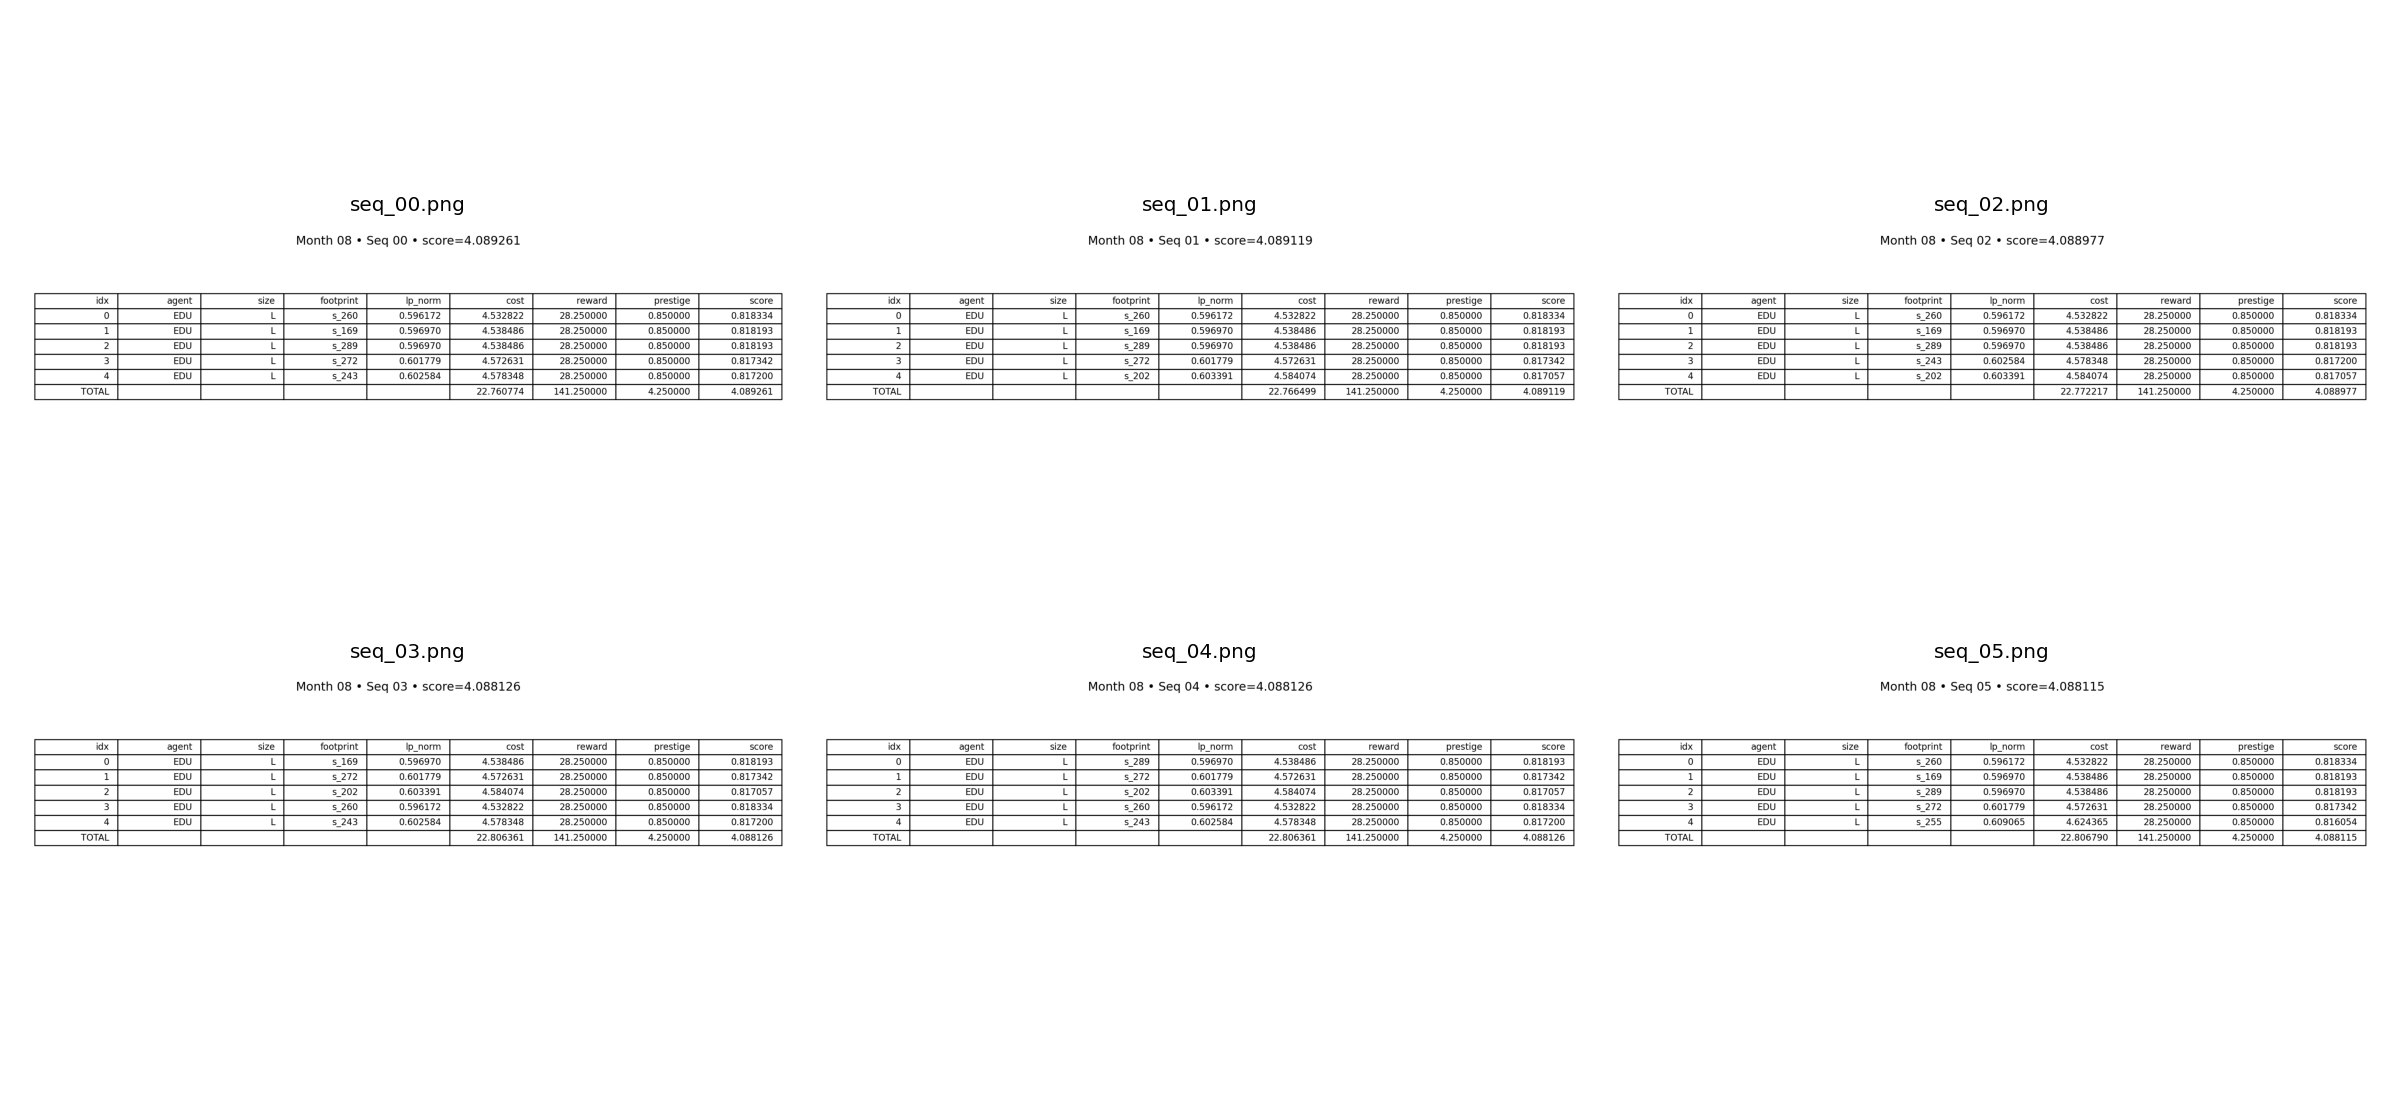 seq_00.png
Month 08 • Seq 00 • score=4.089261
idx agent size footprint lp_norm cost reward prestige score
0 EDU L s_260 0.596172 4.532822 28.250000 0.850000 0.818334
1 EDU L s_169 0.596970 4.538486 28.250000 0.850000 0.818193
2 EDU L s_289 0.596970 4.538486 28.250000 0.850000 0.818193
3 EDU L s_272 0.601779 4.572631 28.250000 0.850000 0.817342
4 EDU L s_243 0.602584 4.578348 28.250000 0.850000 0.817200
TOTAL 22.760774 141.250000 4.250000 4.089261
seq_01.png
Month 08 • Seq 01 • score=4.089119
idx agent size footprint lp_norm cost reward prestige score
0 EDU L s_260 0.596172 4.532822 28.250000 0.850000 0.818334
1 EDU L s_169 0.596970 4.538486 28.250000 0.850000 0.818193
2 EDU L s_289 0.596970 4.538486 28.250000 0.850000 0.818193
3 EDU L s_272 0.601779 4.572631 28.250000 0.850000 0.817342
4 EDU L s_202 0.603391 4.584074 28.250000 0.850000 0.817057
TOTAL 22.766499 141.250000 4.250000 4.089119
seq_02.png
Month 08 • Seq 02 • score=4.088977
idx agent size footprint lp_norm cost reward prestige score
0 EDU L s_260 0.596172 4.532822 28.250000 0.850000 0.818334
1 EDU L s_169 0.596970 4.538486 28.250000 0.850000 0.818193
2 EDU L s_289 0.596970 4.538486 28.250000 0.850000 0.818193
3 EDU L s_243 0.602584 4.578348 28.250000 0.850000 0.817200
4 EDU L s_202 0.603391 4.584074 28.250000 0.850000 0.817057
TOTAL 22.772217 141.250000 4.250000 4.088977
seq_03.png
Month 08 • Seq 03 • score=4.088126
idx agent size footprint lp_norm cost reward prestige score
0 EDU L s_169 0.596970 4.538486 28.250000 0.850000 0.818193
1 EDU L s_272 0.601779 4.572631 28.250000 0.850000 0.817342
2 EDU L s_202 0.603391 4.584074 28.250000 0.850000 0.817057
3 EDU L s_260 0.596172 4.532822 28.250000 0.850000 0.818334
4 EDU L s_243 0.602584 4.578348 28.250000 0.850000 0.817200
TOTAL 22.806361 141.250000 4.250000 4.088126
seq_04.png
Month 08 • Seq 04 • score=4.088126
idx agent size footprint lp_norm cost reward prestige score
0 EDU L s_289 0.596970 4.538486 28.250000 0.850000 0.818193
1 EDU L s_272 0.601779 4.572631 28.250000 0.850000 0.817342
2 EDU L s_202 0.603391 4.584074 28.250000 0.850000 0.817057
3 EDU L s_260 0.596172 4.532822 28.250000 0.850000 0.818334
4 EDU L s_243 0.602584 4.578348 28.250000 0.850000 0.817200
TOTAL 22.806361 141.250000 4.250000 4.088126
seq_05.png
Month 08 • Seq 05 • score=4.088115
idx agent size footprint lp_norm cost reward prestige score
0 EDU L s_260 0.596172 4.532822 28.250000 0.850000 0.818334
1 EDU L s_169 0.596970 4.538486 28.250000 0.850000 0.818193
2 EDU L s_289 0.596970 4.538486 28.250000 0.850000 0.818193
3 EDU L s_272 0.601779 4.572631 28.250000 0.850000 0.817342
4 EDU L s_255 0.609065 4.624365 28.250000 0.850000 0.816054
TOTAL 22.806790 141.250000 4.250000 4.088115